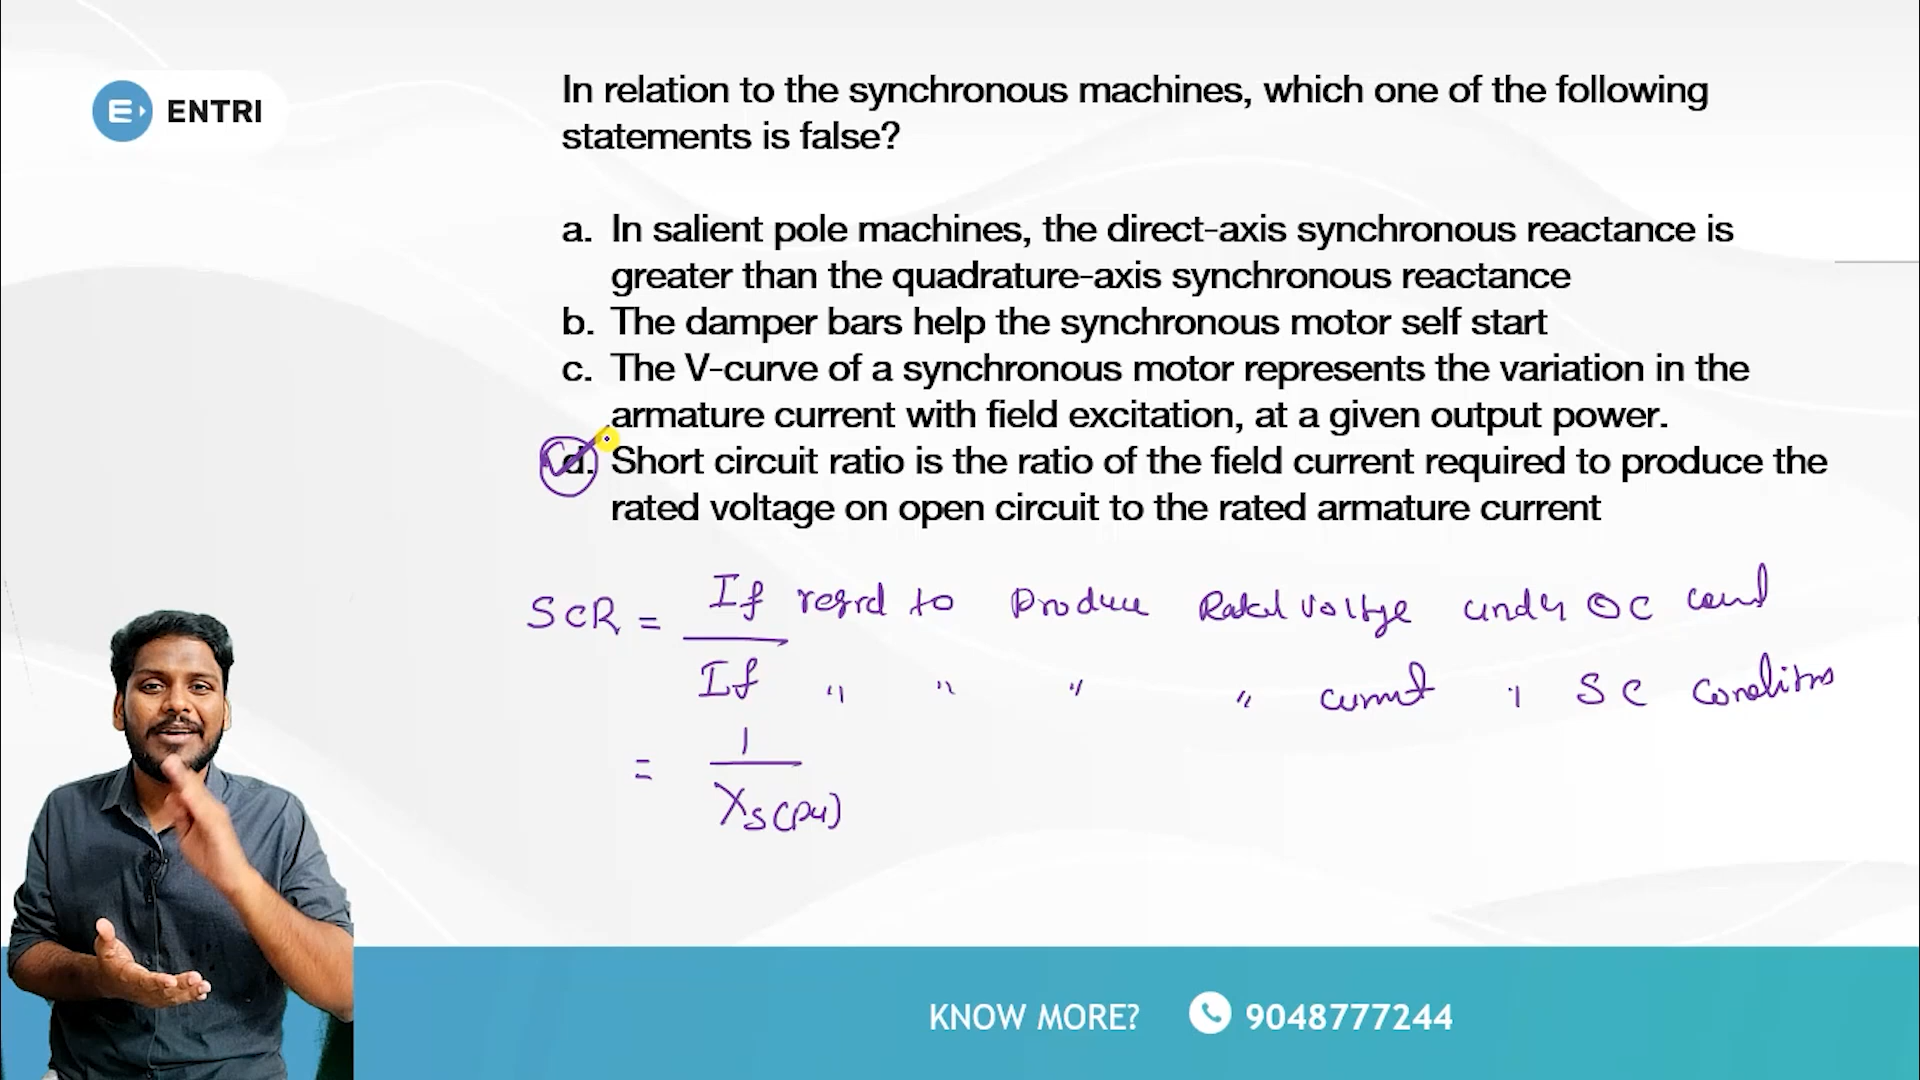 ENTRI
In relation to the synchronous machines, which one of the following
statements is false?
a. In salient pole machines, the direct-axis synchronous reactance is
greater than the quadrature-axis synchronous reactance
b. The damper bars help the synchronous motor self start
c. The V-curve of a synchronous motor represents the variation in the
armature current with field excitation, at a given output power.
d. Short circuit ratio is the ratio of the field current required to produce the
rated voltage on open circuit to the rated armature current
SCR = If to produce Rated Voltage under OC
If " " " " current " SC conditions
= 1
Xs(pu)
KNOW MORE? 9048777244